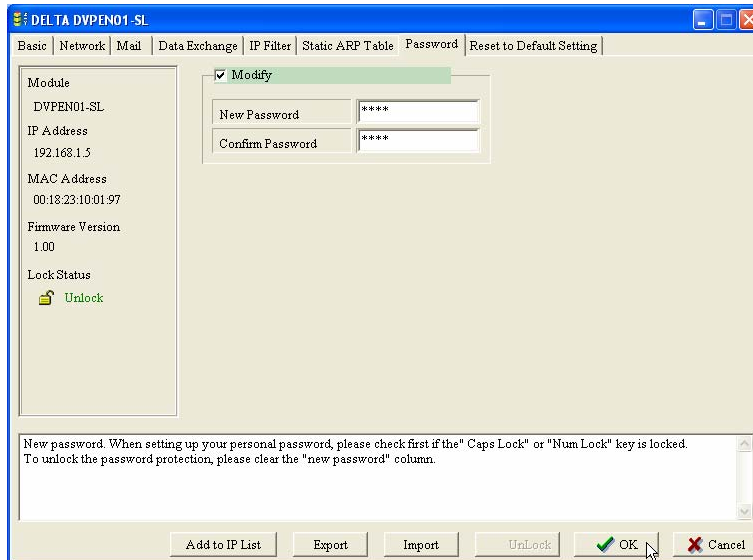 DELTA DVPEN01-SL
Basic Network Mail Data Exchange IP Filter Static ARP Table Password Reset to Default Setting
Module
DVPEN01-SL
IP Address
192.168.1.5
MAC Address
00:18:23:10:01:97
Firmware Version
1.00
Lock Status
Unlock
Modify
New Password ****
Confirm Password ****
New password. When setting up your personal password, please check first if the" Caps Lock" or "Num Lock" key is locked.
To unlock the password protection, please clear the "new password" column.
Add to IP List Export Import UnLock OK Cancel